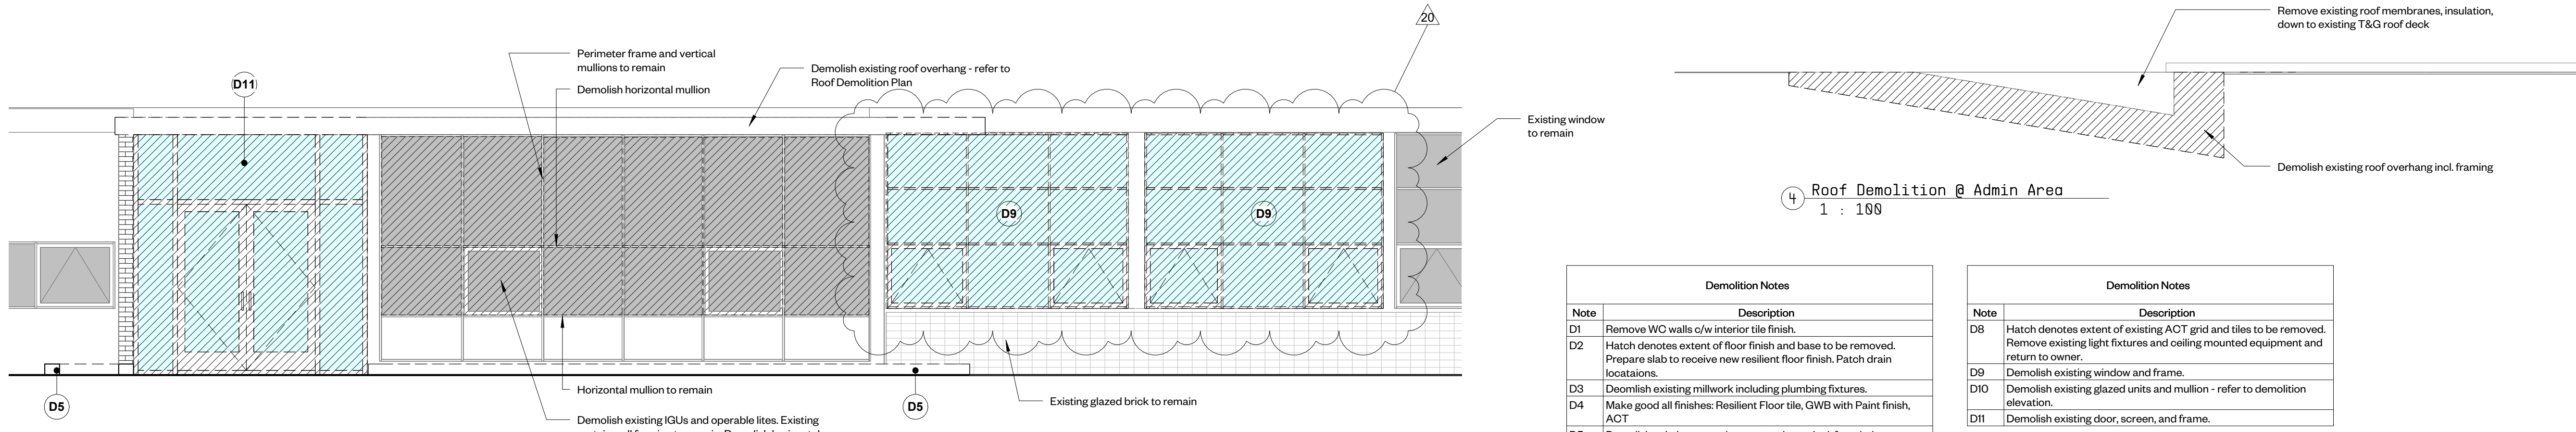 20
Perimeter frame and vertical
mullions to remain
Demolish horizontal mullion
Demolish existing roof overhang - refer to
Roof Demolition Plan
D11
Existing window
to remain
D9
D9
Horizontal mullion to remain
Existing glazed brick to remain
D5
D5
Demolish existing IGUs and operable lites. Existing
Remove existing roof membranes, insulation,
down to existing T&G roof deck
Demolish existing roof overhang incl. framing
4 Roof Demolition @ Admin Area
1 : 100
Demolition Notes
Note Description
D1 Remove WC walls c/w interior tile finish.
D2 Hatch denotes extent of floor finish and base to be removed.
Prepare slab to receive new resilient floor finish. Patch drain
locataions.
D3 Deomlish existing millwork including plumbing fixtures.
D4 Make good all finishes: Resilient Floor tile, GWB with Paint finish,
ACT
Demolition Notes
Note Description
D8 Hatch denotes extent of existing ACT grid and tiles to be removed.
Remove existing light fixtures and ceiling mounted equipment and
return to owner.
D9 Demolish existing window and frame.
D10 Demolish existing glazed units and mullion - refer to demolition
elevation.
D11 Demolish existing door, screen, and frame.